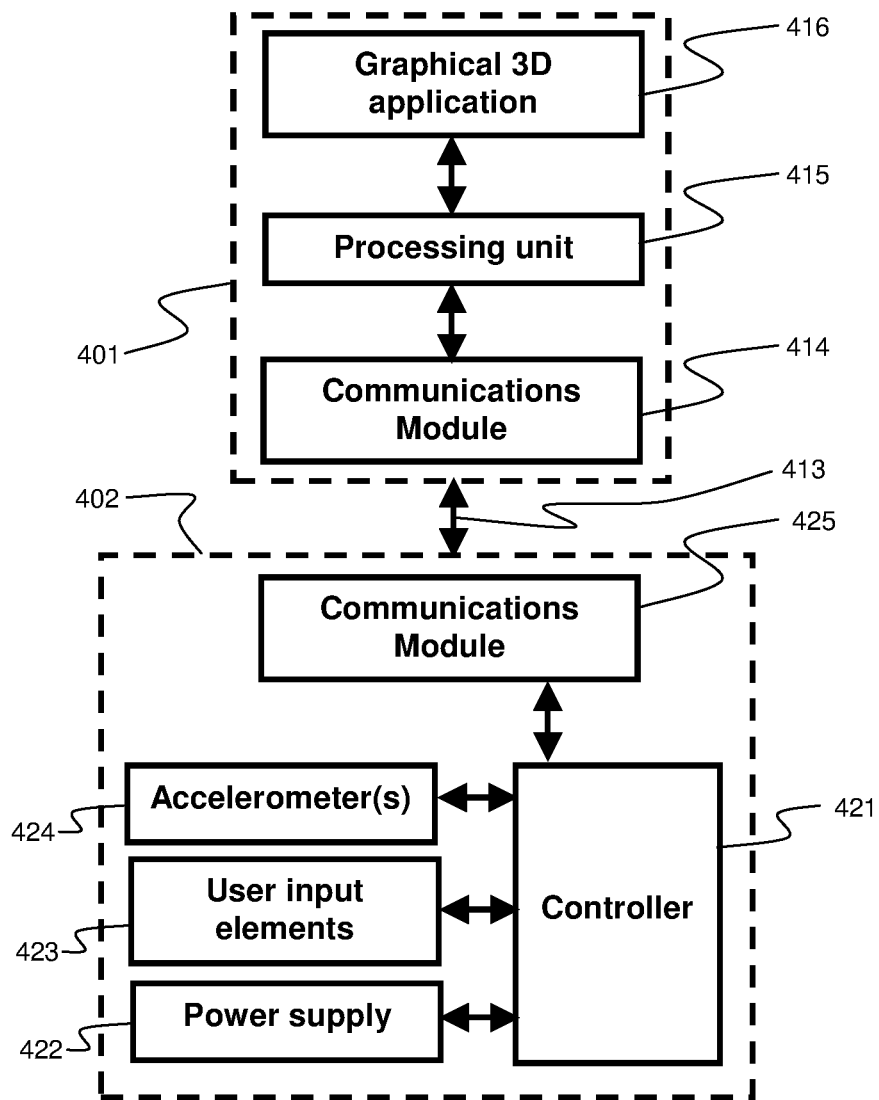 416
Graphical 3D
application
415
Processing unit
401
414
Communications
Module
413
402
425
Communications
Module
Accelerometer(s)
424
421
User input
elements
Controller
423
Power supply
422